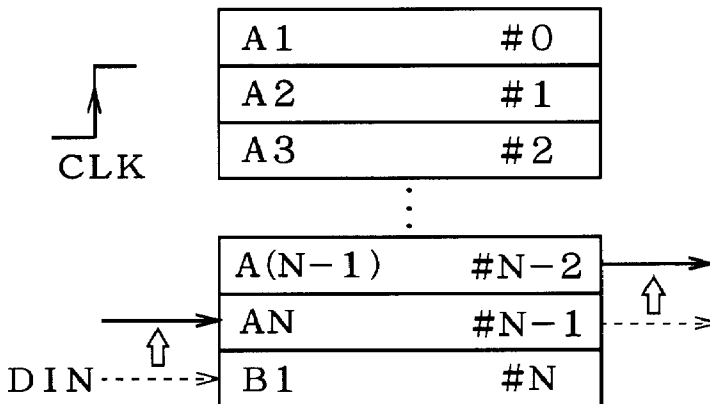 A1 #0
A2 #1
CLK
A3 #2
A(N-1) #N-2
AN #N-1
DIN B1 #N